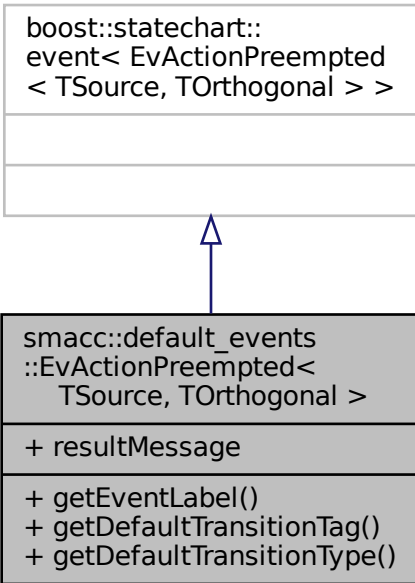 boost::statechart::
event< EvActionPreempted
< TSource, TOrthogonal > >
smacc::default_events
::EvActionPreempted<
TSource, TOrthogonal >
+ resultMessage
+ getEventLabel()
+ getDefaultTransitionTag()
+ getDefaultTransitionType()